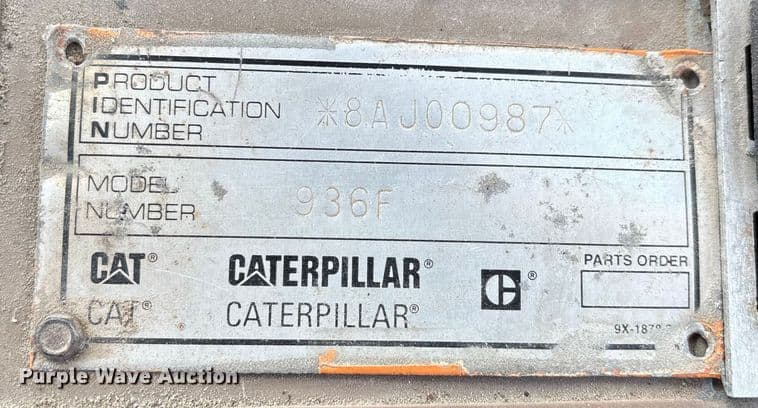 PRODUCT
IDENTIFICATION
NUMBER
*8AJ00987*
MODEL
NUMBER
936F
CAT®
CATERPILLAR®
®
PARTS ORDER
CAT®
CATERPILLAR®
Purple Wave Auction